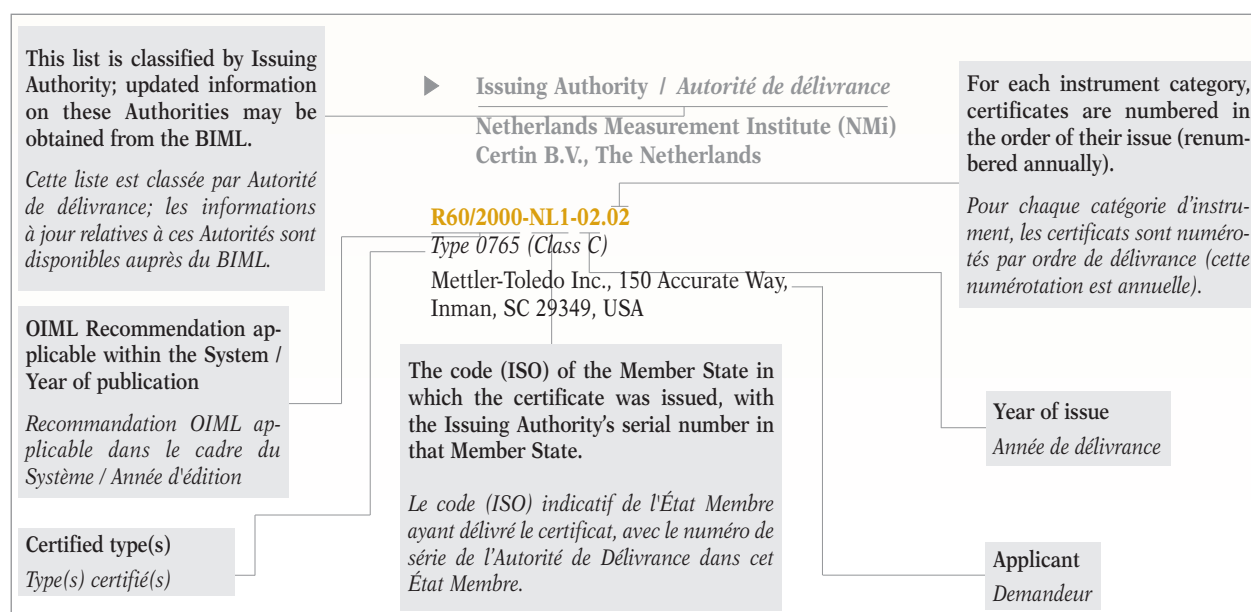 This list is classified by Issuing
Authority; updated information
on these Authorities may be
obtained from the BIML.
Cette liste est classée par Autorité
de délivrance; les informations
à jour relatives à ces Autorités sont
disponibles auprès du BIML.
▶ Issuing Authority / Autorité de délivrance
Netherlands Measurement Institute (NMi)
Certin B.V., The Netherlands
For each instrument category,
certificates are numbered in
the order of their issue (renum-
bered annually).
Pour chaque catégorie d'instru-
ment, les certificats sont numéro-
tés par ordre de délivrance (cette
numérotation est annuelle).
R60/2000-NL1-02.02
Type 0765 (Class C)
Mettler-Toledo Inc., 150 Accurate Way,
Inman, SC 29349, USA
OIML Recommendation ap-
plicable within the System /
Year of publication
Recommandation OIML ap-
plicable dans le cadre du
Système / Année d'édition
The code (ISO) of the Member State in
which the certificate was issued, with
the Issuing Authority's serial number in
that Member State.
Le code (ISO) indicatif de l'État Membre
ayant délivré le certificat, avec le numéro de
série de l'Autorité de Délivrance dans cet
État Membre.
Year of issue
Année de délivrance
Certified type(s)
Type(s) certifié(s)
Applicant
Demandeur